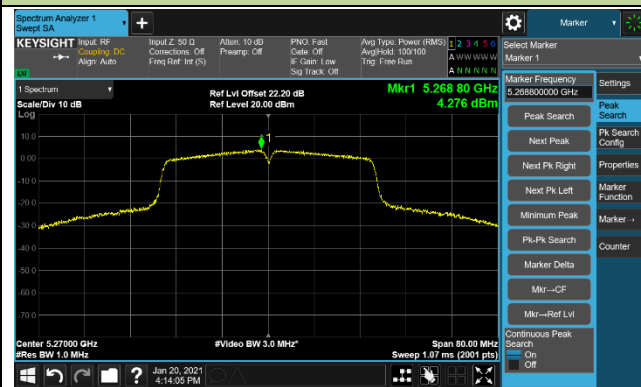 Spectrum Analyzer 1
Swept SA
Marker
KEYSIGHT
Input: RF
Coupling: DC
Align: Auto
Input Z: 50 Ω
Corrections: Off
Freq Ref: Int (S)
Atten: 10 dB
Preamp: Off
PNO: Fast
Gate: Off
IF Gain: Low
Sig Track: Off
Avg Type: Power (RMS)
Avg|Hold: 100/100
Trig: Free Run
1 2 3 4 5 6
A W W W W W
A N N N N N
LXI
Select Marker
Marker 1
1 Spectrum
Scale/Div 10 dB
Log
Ref Lvl Offset 22.20 dB
Ref Level 20.00 dBm
Mkr1 5.268 80 GHz
4.276 dBm
1
10.0
0.00
-10.0
-20.0
-30.0
-40.0
-50.0
-60.0
-70.0
Center 5.27000 GHz
#Res BW 1.0 MHz
#Video BW 3.0 MHz*
Span 80.00 MHz
Sweep 1.07 ms (2001 pts)
Marker Frequency
5.268800000 GHz
Peak Search
Next Peak
Next Pk Right
Next Pk Left
Minimum Peak
Pk-Pk Search
Marker Delta
Mkr→CF
Mkr→Ref Lvl
Continuous Peak
Search
On
Off
Settings
Peak
Search
Pk Search
Config
Properties
Marker
Function
Marker→
Counter
?
Jan 20, 2021
4:14:05 PM